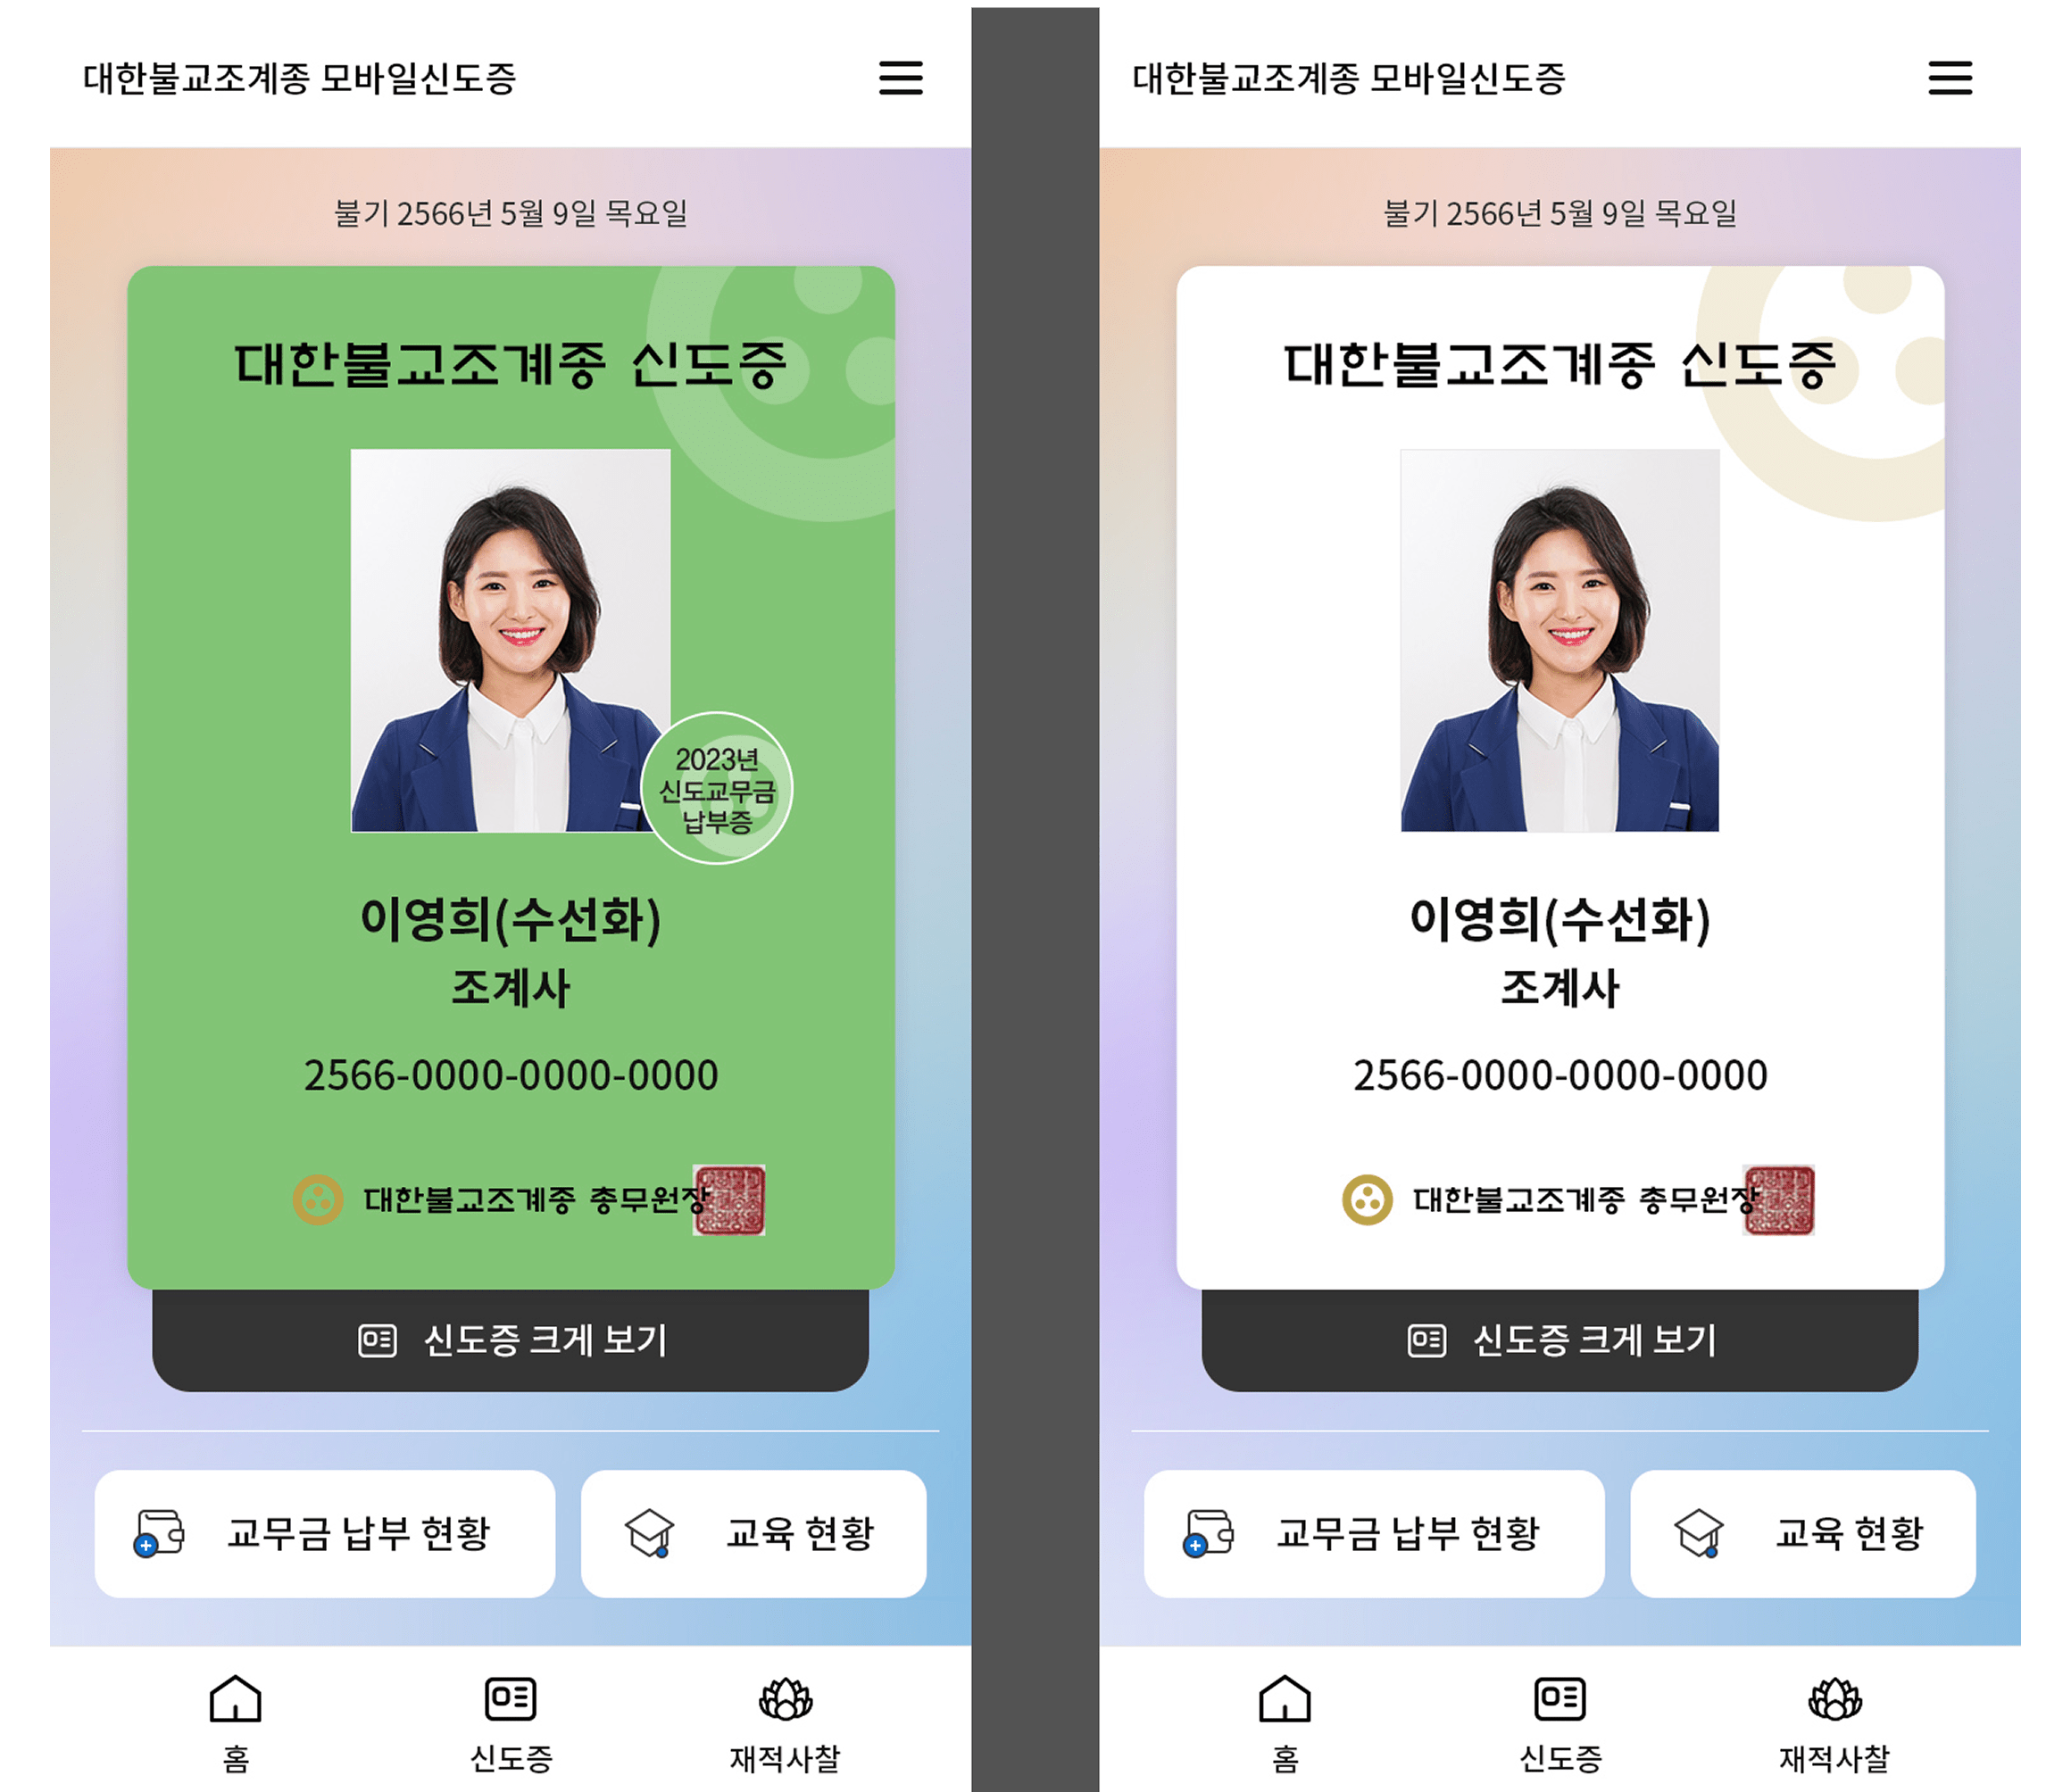 대한불교조계종 모바일신도증
불기 2566년 5월 9일 목요일
대한불교조계종 신도증
2023년
신도교무금
납부증
이영희(수선화)
조계사
2566-0000-0000-0000
대한불교조계종 총무원장
신도증 크게 보기
교무금 납부 현황
교육 현황
홈
신도증
재적사찰
대한불교조계종 모바일신도증
불기 2566년 5월 9일 목요일
대한불교조계종 신도증
이영희(수선화)
조계사
2566-0000-0000-0000
대한불교조계종 총무원장
신도증 크게 보기
교무금 납부 현황
교육 현황
홈
신도증
재적사찰